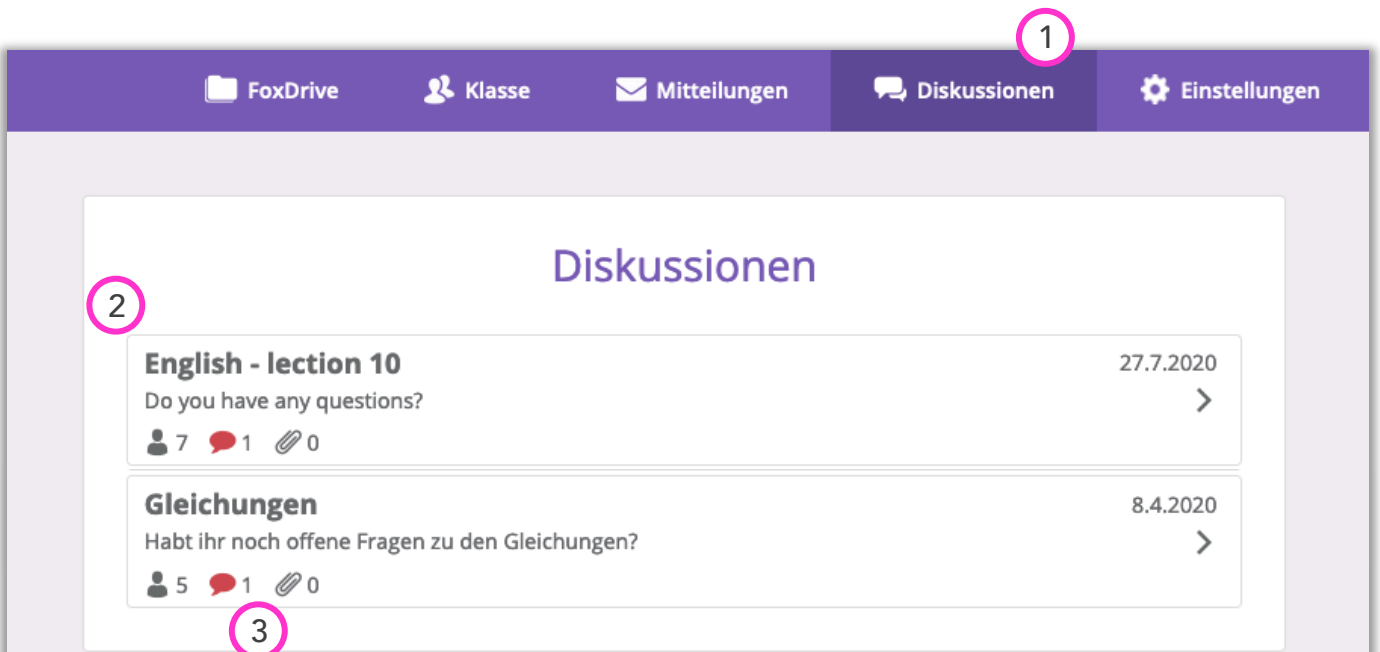 1
FoxDrive Klasse Mitteilungen Diskussionen Einstellungen
Diskussionen
2
English - lection 10 27.7.2020
Do you have any questions?
7 1 0
Gleichungen 8.4.2020
Habt ihr noch offene Fragen zu den Gleichungen?
5 1 0
3